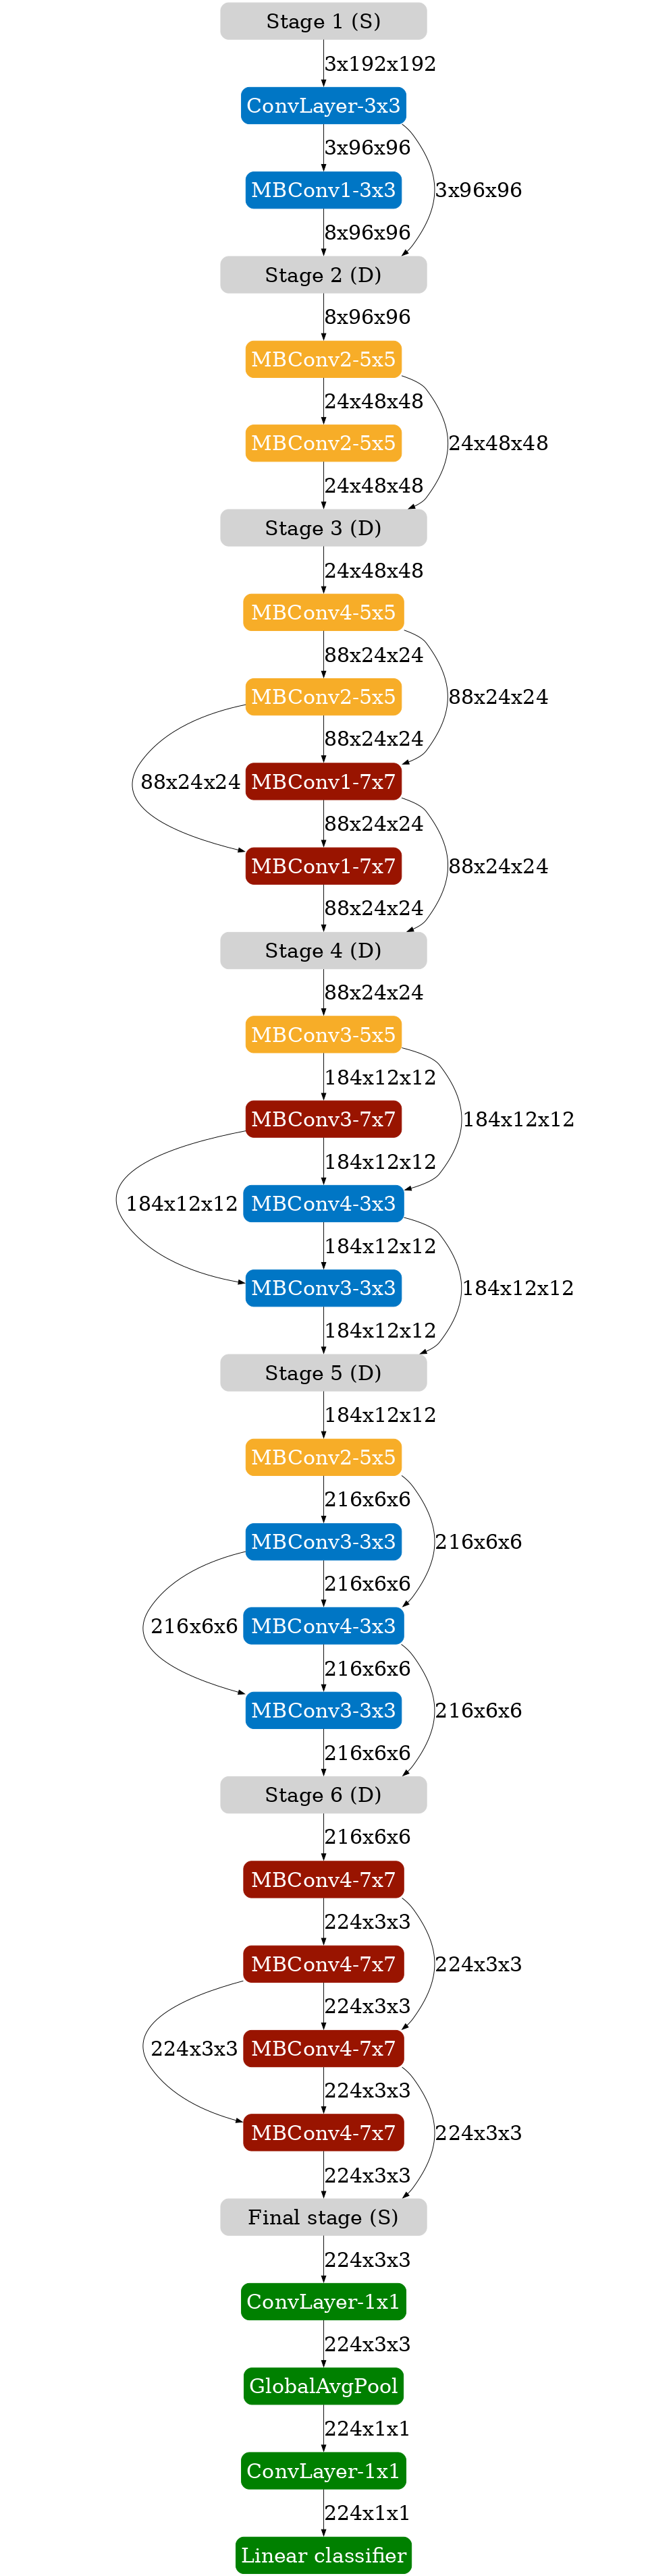 Stage 1 (S)
3x192x192
ConvLayer-3x3
3x96x96
MBConv1-3x3
3x96x96
8x96x96
Stage 2 (D)
8x96x96
MBConv2-5x5
24x48x48
MBConv2-5x5
24x48x48
24x48x48
Stage 3 (D)
24x48x48
MBConv4-5x5
88x24x24
MBConv2-5x5
88x24x24
88x24x24
88x24x24
MBConv1-7x7
88x24x24
MBConv1-7x7
88x24x24
88x24x24
Stage 4 (D)
88x24x24
MBConv3-5x5
184x12x12
MBConv3-7x7
184x12x12
184x12x12
184x12x12
MBConv4-3x3
184x12x12
MBConv3-3x3
184x12x12
184x12x12
Stage 5 (D)
184x12x12
MBConv2-5x5
216x6x6
MBConv3-3x3
216x6x6
216x6x6
216x6x6
MBConv4-3x3
216x6x6
MBConv3-3x3
216x6x6
216x6x6
Stage 6 (D)
216x6x6
MBConv4-7x7
224x3x3
MBConv4-7x7
224x3x3
224x3x3
224x3x3
MBConv4-7x7
224x3x3
MBConv4-7x7
224x3x3
224x3x3
Final stage (S)
224x3x3
ConvLayer-1x1
224x3x3
GlobalAvgPool
224x1x1
ConvLayer-1x1
224x1x1
Linear classifier